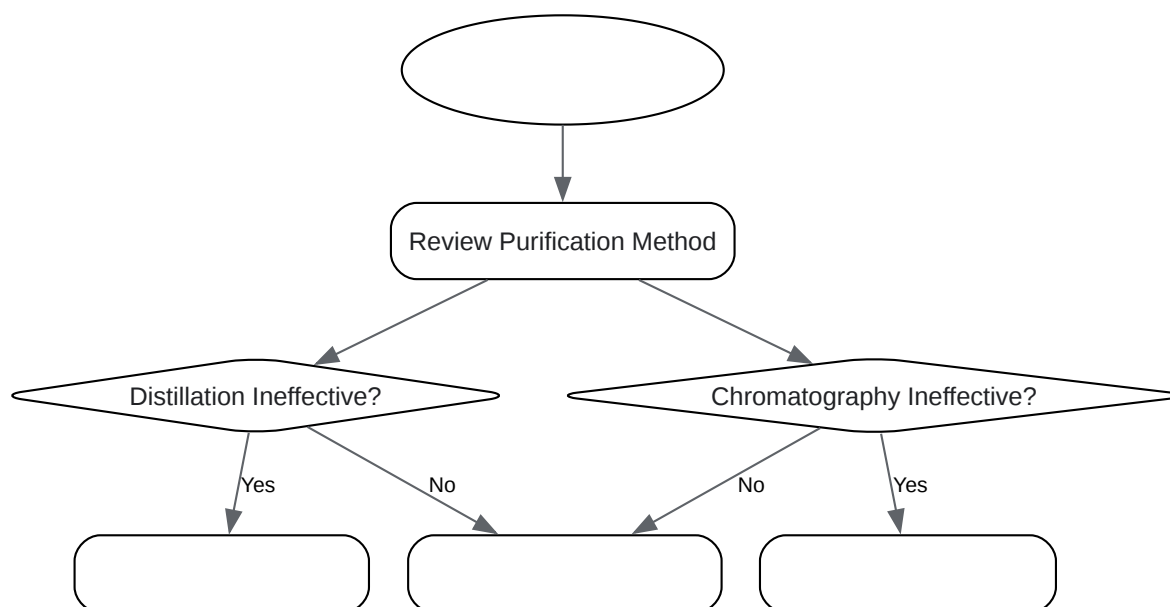 Review Purification Method
Distillation Ineffective?
Chromatography Ineffective?
Yes
No
No
Yes